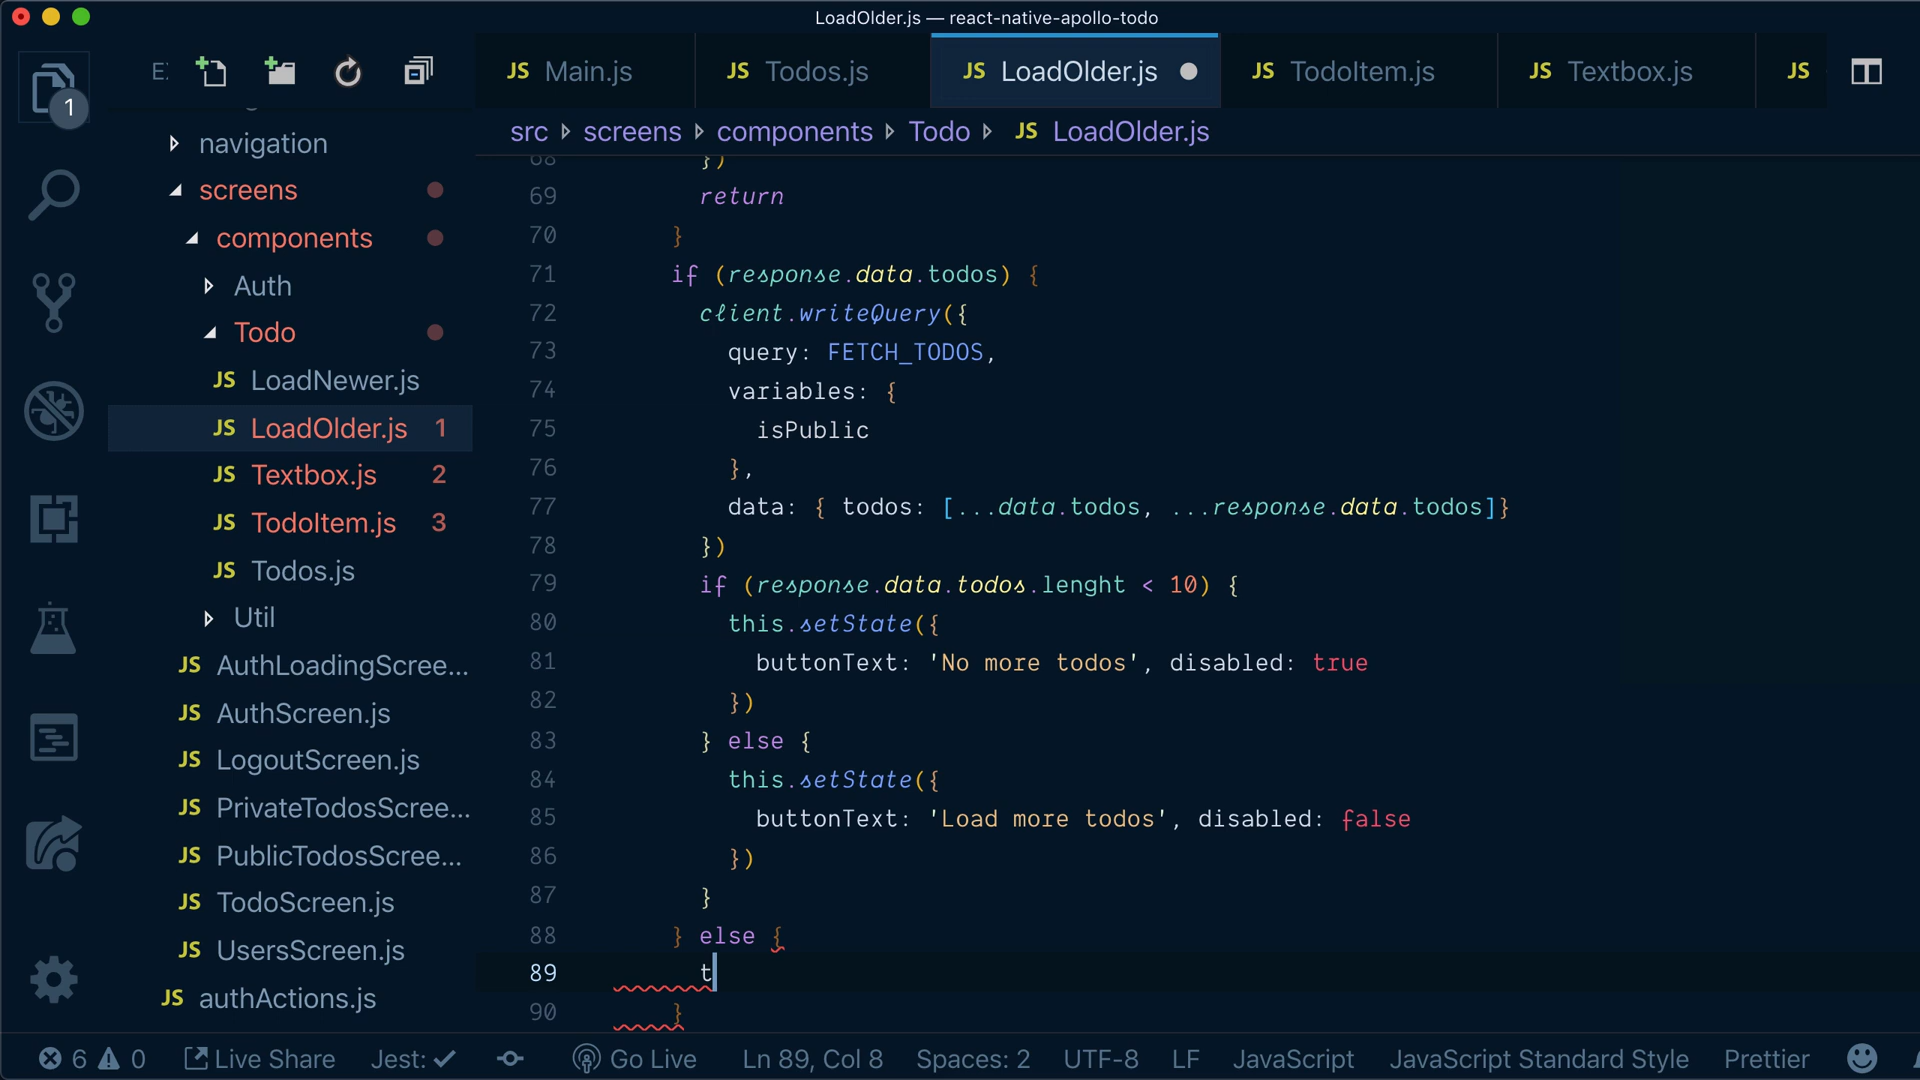 LoadOlder.js — react-native-apollo-todo
1
E:
JS Main.js
JS Todos.js
JS LoadOlder.js
JS TodoItem.js
JS Textbox.js
JS
src screens components Todo JS LoadOlder.js
navigation
screens
components
Auth
Todo
JS LoadNewer.js
JS LoadOlder.js 1
JS Textbox.js 2
JS TodoItem.js 3
JS Todos.js
Util
JS AuthLoadingScree...
JS AuthScreen.js
JS LogoutScreen.js
JS PrivateTodosScree...
JS PublicTodosScree...
JS TodoScreen.js
JS UsersScreen.js
JS authActions.js
68 })
69 return
70 }
71 if (response.data.todos) {
72 client.writeQuery({
73 query: FETCH_TODOS,
74 variables: {
75 isPublic
76 },
77 data: { todos: [...data.todos, ...response.data.todos]}
78 })
79 if (response.data.todos.lenght < 10) {
80 this.setState({
81 buttonText: 'No more todos', disabled: true
82 })
83 } else {
84 this.setState({
85 buttonText: 'Load more todos', disabled: false
86 })
87 }
88 } else {
89 t
90 }
6 0 Live Share Jest: Go Live Ln 89, Col 8 Spaces: 2 UTF-8 LF JavaScript JavaScript Standard Style Prettier